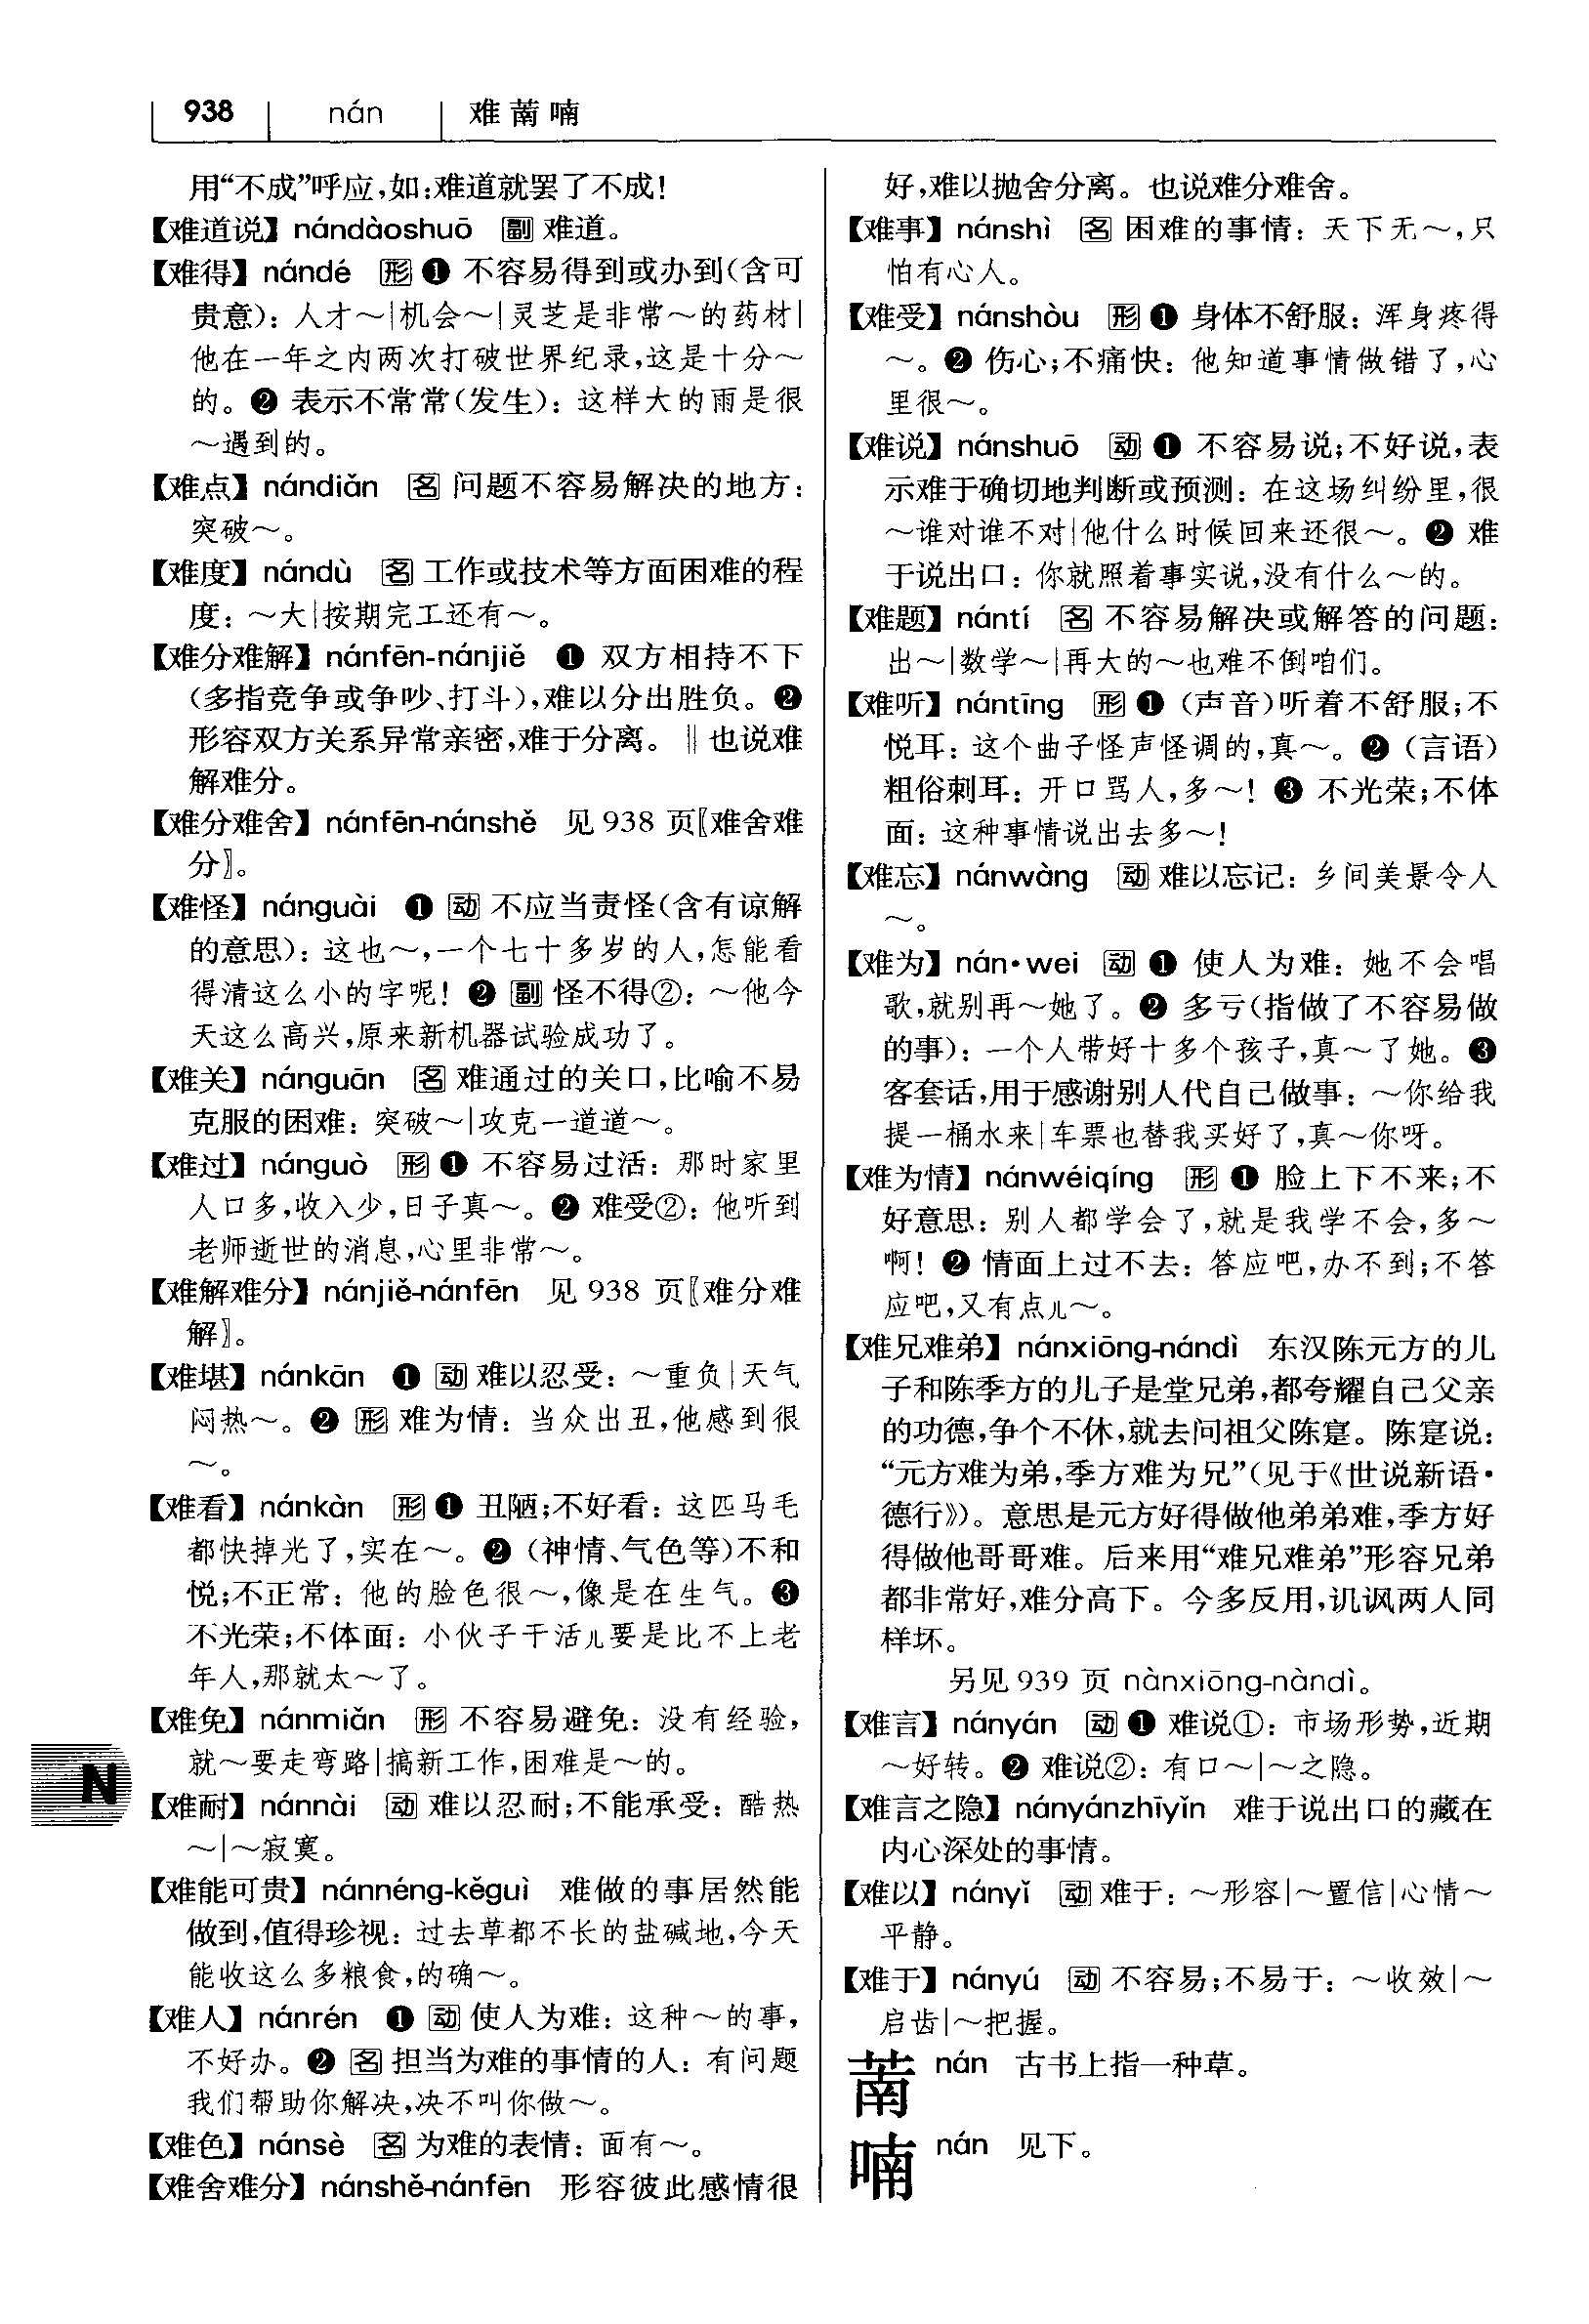 938 nán 难萳喃
用“不成”呼应,如:难道就罢了不成!
【难道说】nándàoshuō 副 难道。
【难得】nándé 形 ❶ 不容易得到或办到(含可
贵意):人才～|机会～|灵芝是非常～的药材|
他在一年之内两次打破世界纪录,这是十分～
的。❷ 表示不常常(发生):这样大的雨是很
～遇到的。
【难点】nándiǎn 名 问题不容易解决的地方:
突破～。
【难度】nándù 名 工作或技术等方面困难的程
度:～大|按期完工还有～。
【难分难解】nánfēn-nánjiě ❶ 双方相持不下
(多指竞争或争吵、打斗),难以分出胜负。❷
形容双方关系异常亲密,难于分离。‖也说难
解难分。
【难分难舍】nánfēn-nánshě 见 938 页〖难舍难
分〗。
【难怪】nánguài ❶ 动 不应当责怪(含有谅解
的意思):这也～,一个七十多岁的人,怎能看
得清这么小的字呢!❷ 副 怪不得②:～他今
天这么高兴,原来新机器试验成功了。
【难关】nánguān 名 难通过的关口,比喻不易
克服的困难:突破～|攻克一道道～。
【难过】nánguò 形 ❶ 不容易过活:那时家里
人口多,收入少,日子真～。❷ 难受②:他听到
老师逝世的消息,心里非常～。
【难解难分】nánjiě-nánfēn 见 938 页〖难分难
解〗。
【难堪】nánkān ❶ 动 难以忍受:～重负|天气
闷热～。❷ 形 难为情:当众出丑,他感到很
～。
【难看】nánkàn 形 ❶ 丑陋;不好看:这匹马毛
都快掉光了,实在～。❷ (神情、气色等)不和
悦;不正常:他的脸色很～,像是在生气。❸
不光荣;不体面:小伙子干活儿要是比不上老
年人,那就太～了。
【难免】nánmiǎn 形 不容易避免:没有经验,
就～要走弯路|搞新工作,困难是～的。
【难耐】nánnài 动 难以忍耐;不能承受:酷热
～|～寂寞。
【难能可贵】nánnéng-kěguì 难做的事居然能
做到,值得珍视:过去草都不长的盐碱地,今天
能收这么多粮食,的确～。
【难人】nánrén ❶ 动 使人为难:这种～的事,
不好办。❷ 名 担当为难的事情的人:有问题
我们帮助你解决,决不叫你做～。
【难色】nánsè 名 为难的表情:面有～。
【难舍难分】nánshě-nánfēn 形容彼此感情很
N
好,难以抛舍分离。也说难分难舍。
【难事】nánshì 名 困难的事情:天下无～,只
怕有心人。
【难受】nánshòu 形 ❶ 身体不舒服:浑身疼得
～。❷ 伤心;不痛快:他知道事情做错了,心
里很～。
【难说】nánshuō 动 ❶ 不容易说;不好说,表
示难于确切地判断或预测:在这场纠纷里,很
～谁对谁不对|他什么时候回来还很～。❷ 难
于说出口:你就照着事实说,没有什么～的。
【难题】nántí 名 不容易解决或解答的问题:
出～|数学～|再大的～也难不倒咱们。
【难听】nántīng 形 ❶ (声音)听着不舒服;不
悦耳:这个曲子怪声怪调的,真～。❷ (言语)
粗俗刺耳:开口骂人,多～!❸ 不光荣;不体
面:这种事情说出去多～!
【难忘】nánwàng 动 难以忘记:乡间美景令人
～。
【难为】nán·wei 动 ❶ 使人为难:她不会唱
歌,就别再～她了。❷ 多亏(指做了不容易做
的事):一个人带好十多个孩子,真～了她。❸
客套话,用于感谢别人代自己做事:～你给我
提一桶水来|车票也替我买好了,真～你呀。
【难为情】nánwéiqíng 形 ❶ 脸上下不来;不
好意思:别人都学会了,就是我学不会,多～
啊!❷ 情面上过不去:答应吧,办不到;不答
应吧,又有点儿～。
【难兄难弟】nánxiōng-nándì 东汉陈元方的儿
子和陈季方的儿子是堂兄弟,都夸耀自己父亲
的功德,争个不休,就去问祖父陈寔。陈寔说:
“元方难为弟,季方难为兄”(见于《世说新语·
德行》)。意思是元方好得做他弟弟难,季方好
得做他哥哥难。后来用“难兄难弟”形容兄弟
都非常好,难分高下。今多反用,讥讽两人同
样坏。
另见 939 页 nànxiōng-nàndì。
【难言】nányán 动 ❶ 难说①:市场形势,近期
～好转。❷ 难说②:有口～|～之隐。
【难言之隐】nányánzhīyǐn 难于说出口的藏在
内心深处的事情。
【难以】nányǐ 动 难于:～形容|～置信|心情～
平静。
【难于】nányú 动 不容易;不易于:～收效|～
启齿|～把握。
萳 nán 古书上指一种草。
喃 nán 见下。